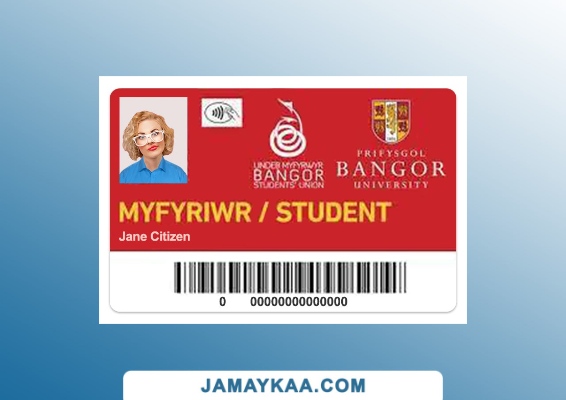 UNDEB MYFYRWYR
BANGOR
STUDENTS' UNION
PRIFYSGOL
BANGOR
UNIVERSITY
MYFYRIWR / STUDENT
Jane Citizen
0 00000000000000
JAMAYKAA.COM